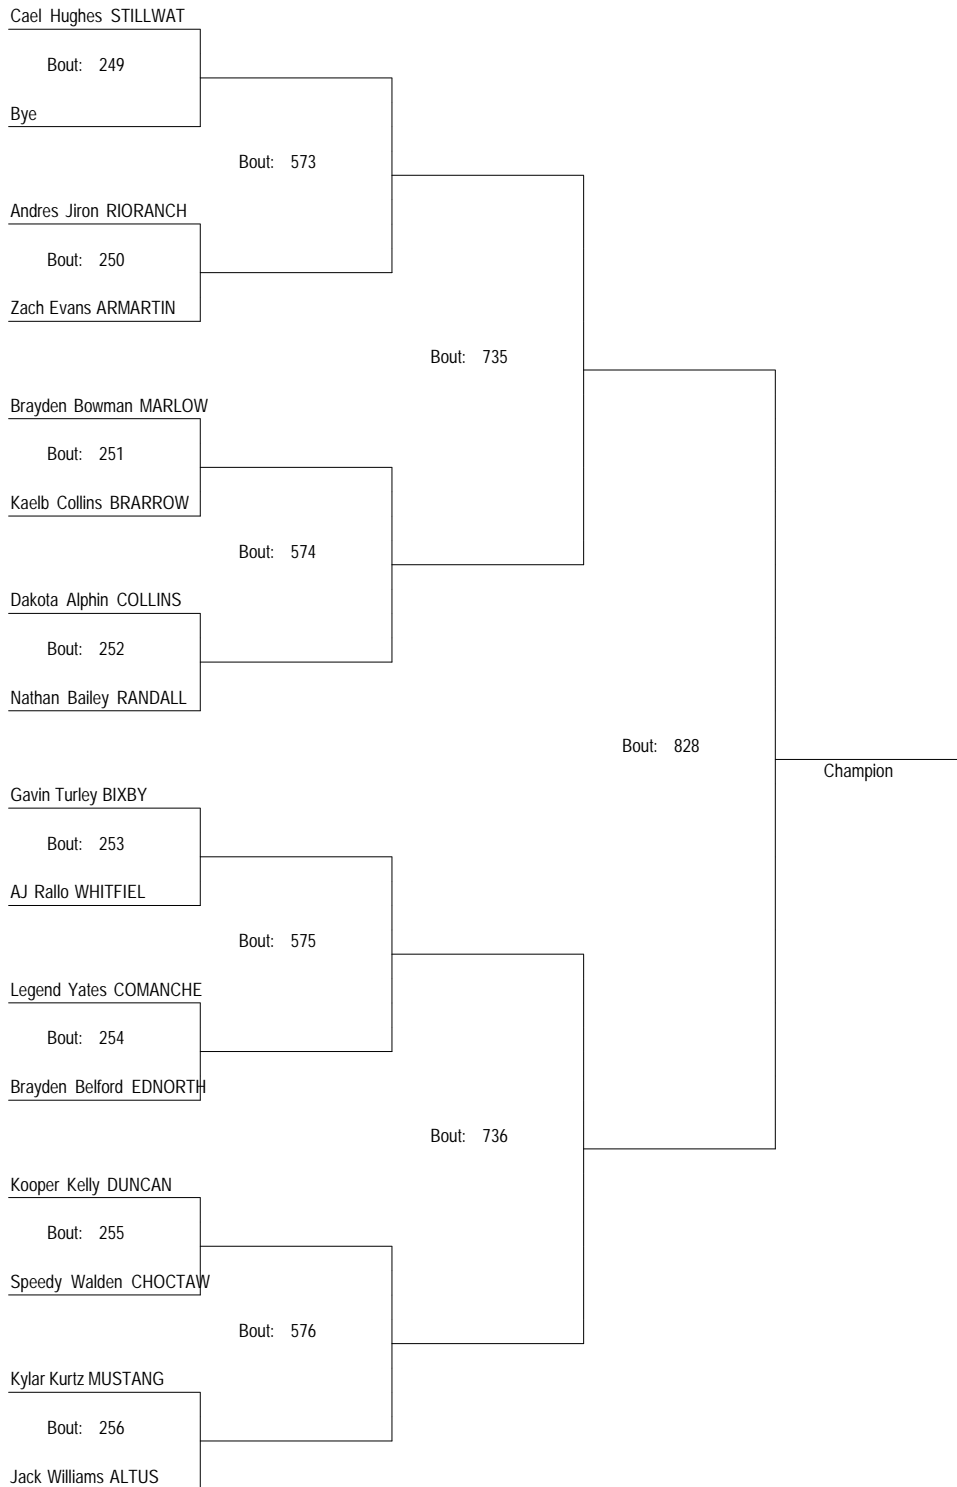 Cael Hughes STILLWAT
Bout: 249
Bye
Bout: 573
Andres Jiron RIORANCH
Bout: 250
Zach Evans ARMARTIN
Bout: 735
Brayden Bowman MARLOW
Bout: 251
Kaelb Collins BRARROW
Bout: 574
Dakota Alphin COLLINS
Bout: 252
Nathan Bailey RANDALL
Bout: 828
Champion
Gavin Turley BIXBY
Bout: 253
AJ Rallo WHITFIEL
Bout: 575
Legend Yates COMANCHE
Bout: 254
Brayden Belford EDNORTH
Bout: 736
Kooper Kelly DUNCAN
Bout: 255
Speedy Walden CHOCTAW
Bout: 576
Kylar Kurtz MUSTANG
Bout: 256
Jack Williams ALTUS